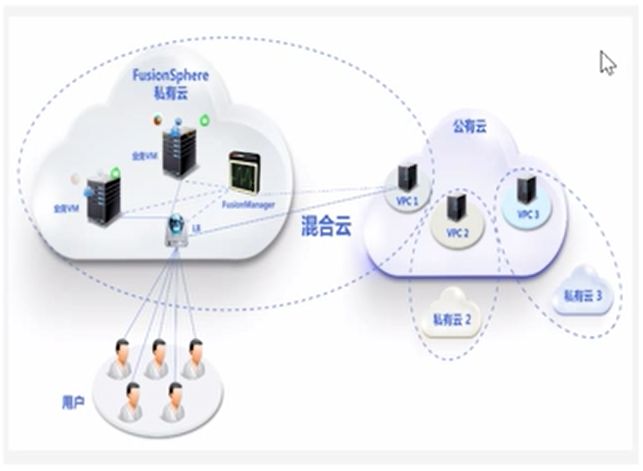 FusionSphere
私有云
业务VM
业务VM
FusionManager
LB
混合云
公有云
VPC 1
VPC 2
VPC 3
私有云 2
私有云 3
用户